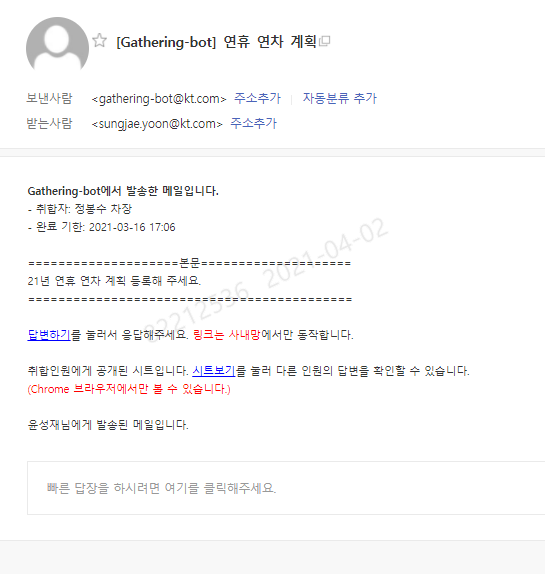 [Gathering-bot] 연휴 연차 계획
보낸사람 <gathering-bot@kt.com> 주소추가 | 자동분류 추가
받는사람 <sungjae.yoon@kt.com> 주소추가
Gathering-bot에서 발송한 메일입니다.
- 취합자: 정봉수 차장
- 완료 기한: 2021-03-16 17:06
====================본문====================
21년 연휴 연차 계획 등록해 주세요.
===========================================
답변하기를 눌러서 응답해주세요. 링크는 사내망에서만 동작합니다.
취합인원에게 공개된 시트입니다. 시트보기를 눌러 다른 인원의 답변을 확인할 수 있습니다.
(Chrome 브라우저에서만 볼 수 있습니다.)
윤성재님에게 발송된 메일입니다.
빠른 답장을 하시려면 여기를 클릭해주세요.
2021-04-02